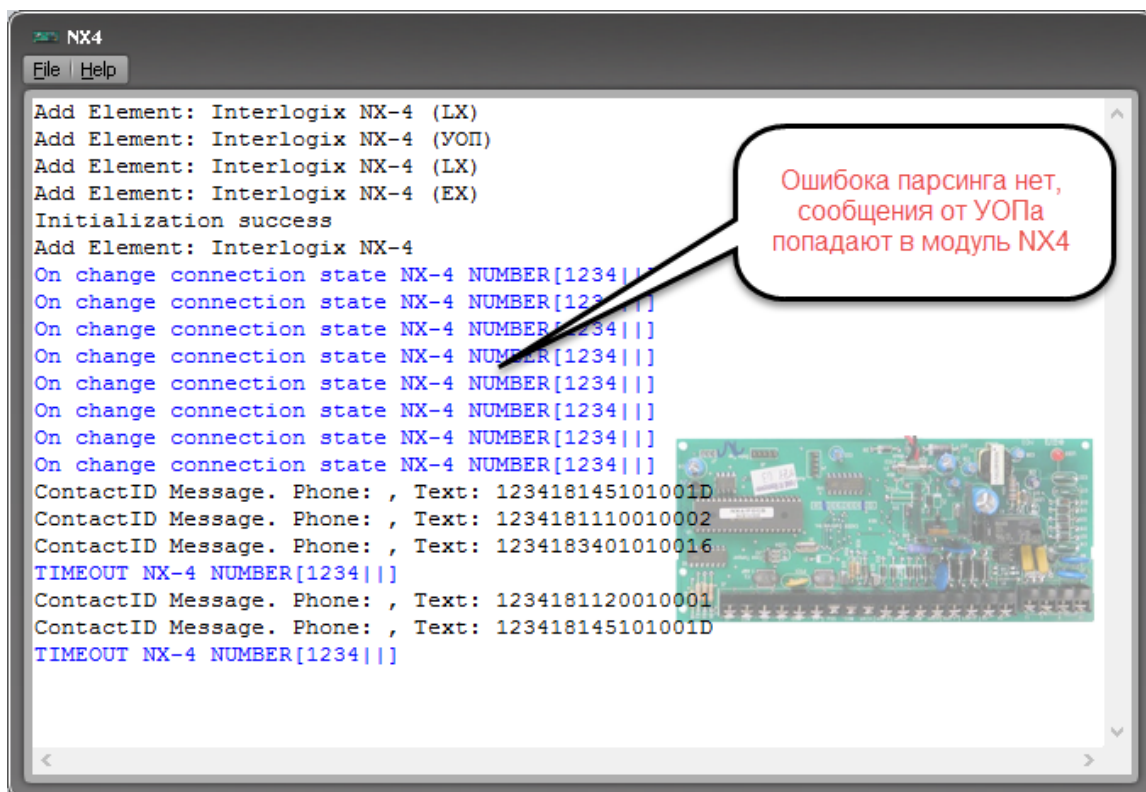 NX4
File | Help
Add Element: Interlogix NX-4 (LX)
Add Element: Interlogix NX-4 (УОП)
Add Element: Interlogix NX-4 (LX)
Add Element: Interlogix NX-4 (EX)
Initialization success
Add Element: Interlogix NX-4
On change connection state NX-4 NUMBER[1234||]
On change connection state NX-4 NUMBER[1234||]
On change connection state NX-4 NUMBER[1234||]
On change connection state NX-4 NUMBER[1234||]
On change connection state NX-4 NUMBER[1234||]
On change connection state NX-4 NUMBER[1234||]
On change connection state NX-4 NUMBER[1234||]
On change connection state NX-4 NUMBER[1234||]
ContactID Message. Phone: , Text: 123418145101001D
ContactID Message. Phone: , Text: 1234181110010002
ContactID Message. Phone: , Text: 1234183401010016
TIMEOUT NX-4 NUMBER[1234||]
ContactID Message. Phone: , Text: 1234181120010001
ContactID Message. Phone: , Text: 123418145101001D
TIMEOUT NX-4 NUMBER[1234||]
Ошибока парсинга нет,
сообщения от УОПа
попадают в модуль NX4